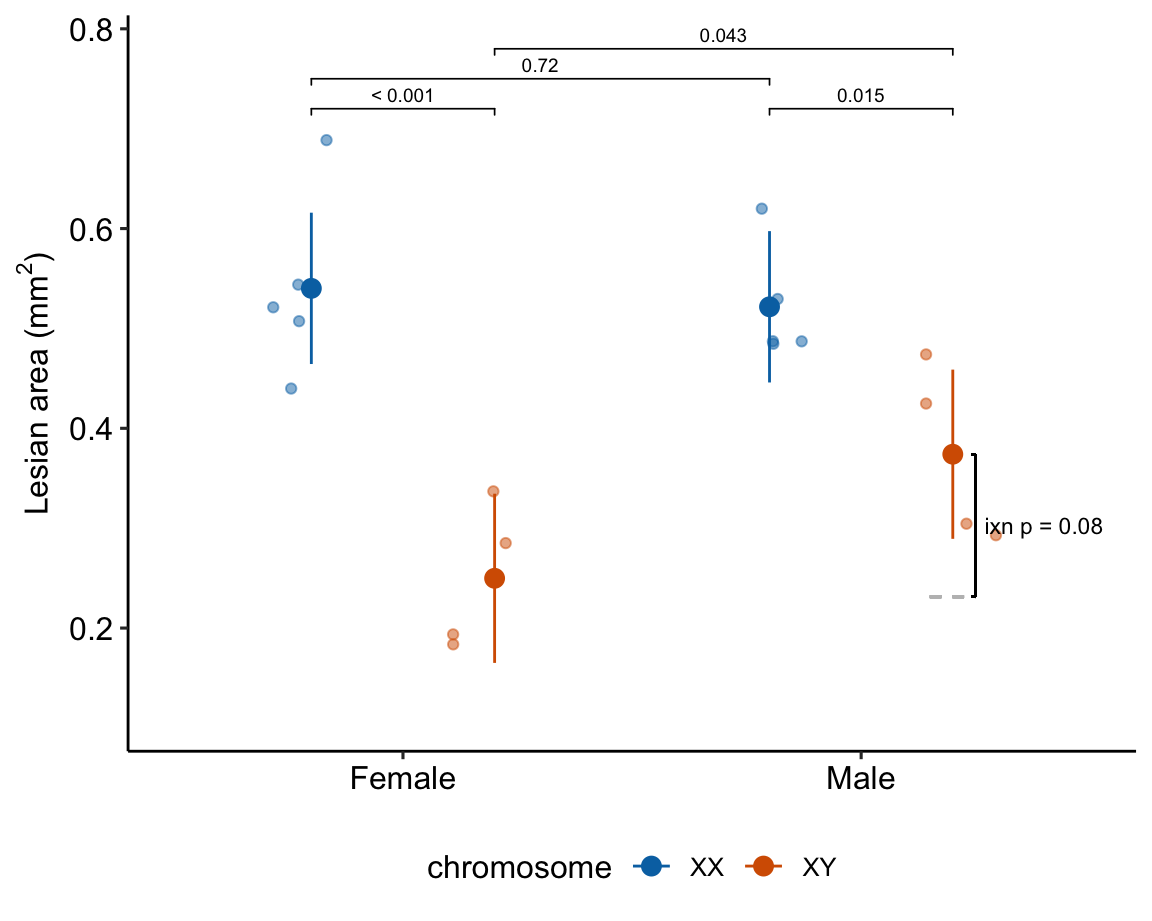 0.8
0.043
0.72
< 0.001
0.015
0.6
0.4
0.2
Lesian area (mm²)
ixn p = 0.08
Female
Male
chromosome XX XY